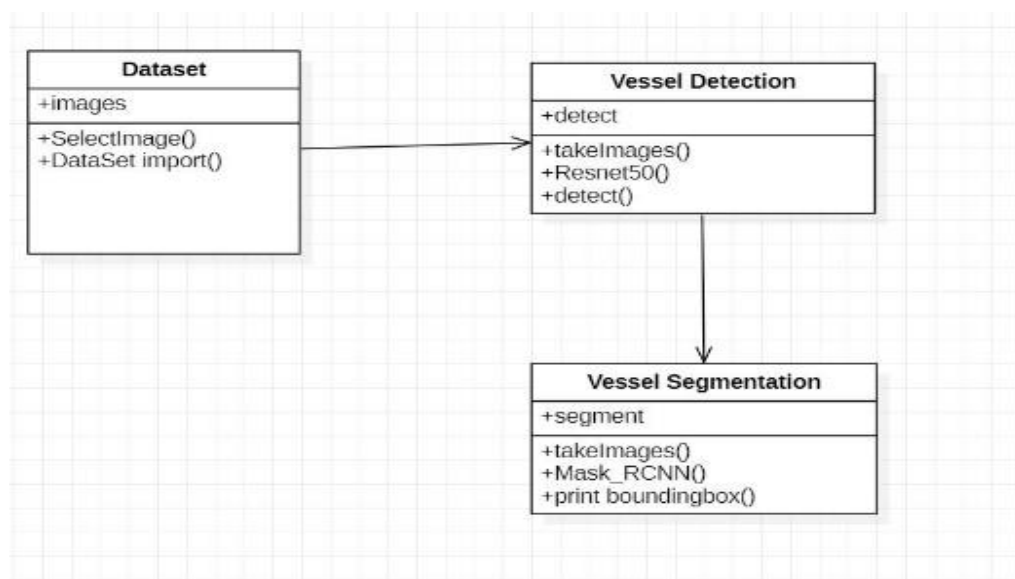 Dataset
+images
+SelectImage()
+DataSet import()
Vessel Detection
+detect
+takeImages()
+Resnet50()
+detect()
Vessel Segmentation
+segment
+takeImages()
+Mask_RCNN()
+print boundingbox()